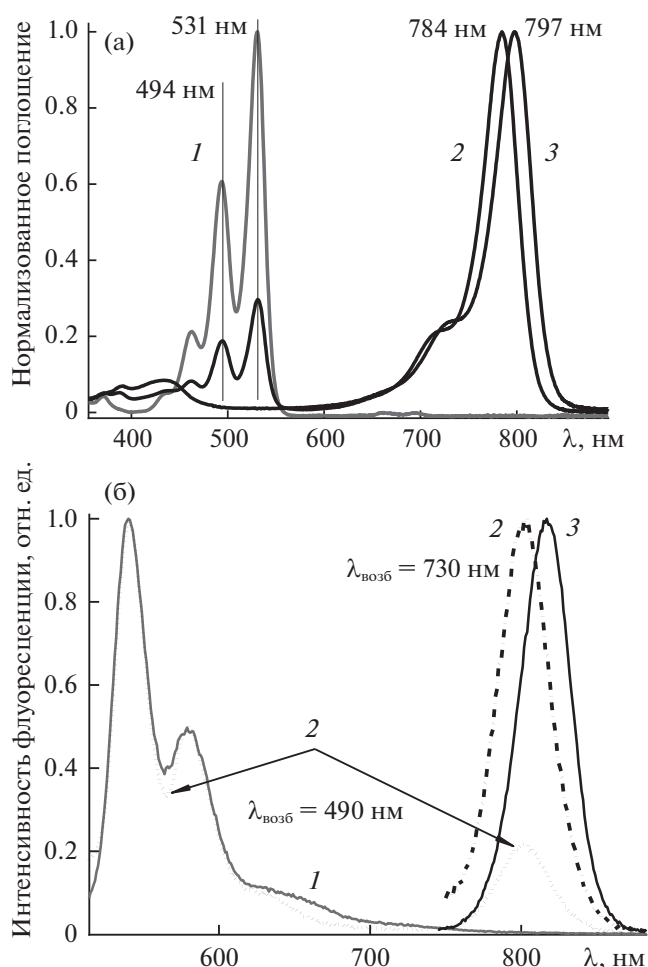 (а)
Нормализованное поглощение
1.0
0.8
0.6
0.4
0.2
0
531 нм
494 нм
784 нм
797 нм
1
2
3
400
500
600
700
800
λ, нм
(б)
Интенсивность флуоресценции, отн. ед.
1.0
0.8
0.6
0.4
0.2
0
2
3
λвозб = 730 нм
2
λвозб = 490 нм
1
600
700
800
λ, нм